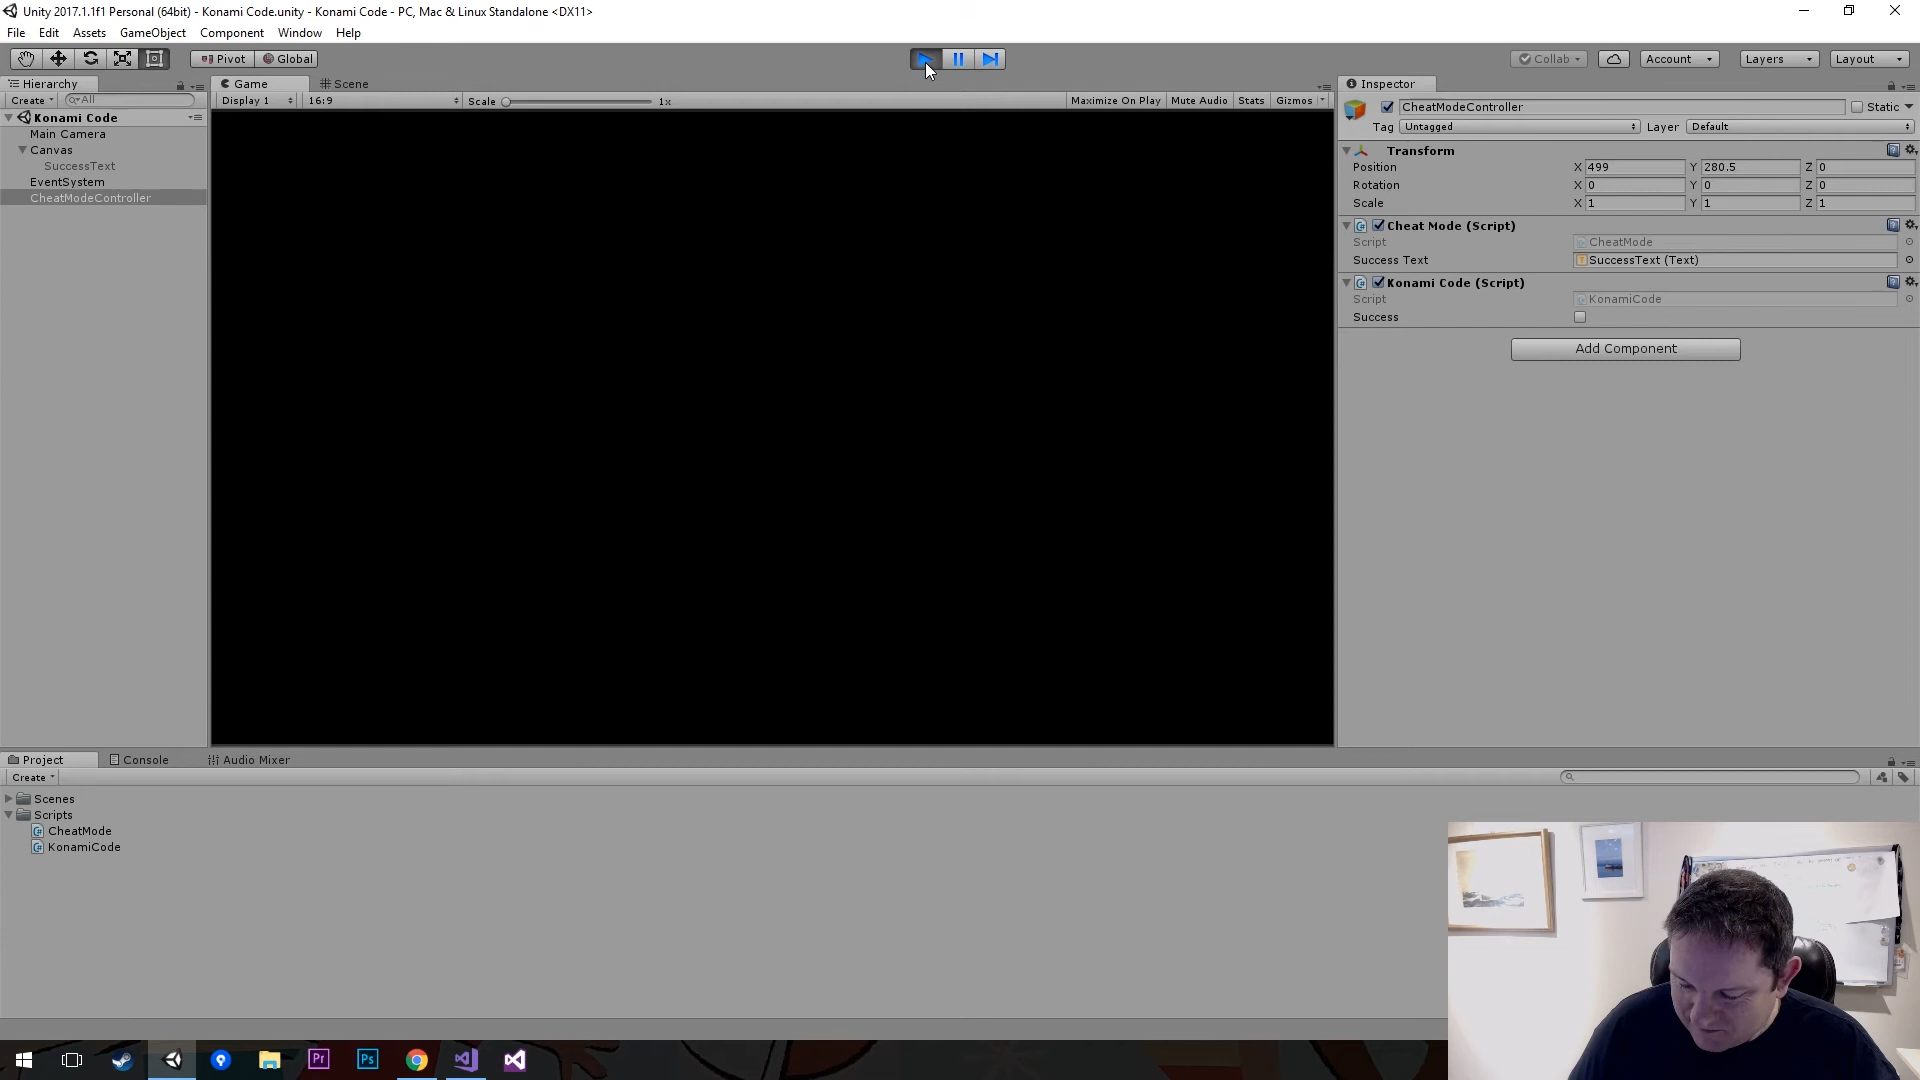 Unity 2017.1.1f1 Personal (64bit) - Konami Code.unity - Konami Code - PC, Mac & Linux Standalone <DX11>
File Edit Assets GameObject Component Window Help
Pivot Global Collab Account Layers Layout
Hierarchy
Create All
Konami Code
Main Camera
Canvas
SuccessText
EventSystem
CheatModeController
Game Scene
Display 1 16:9 Scale 1x Maximize On Play Mute Audio Stats Gizmos
Inspector
CheatModeController Static
Tag Untagged Layer Default
Transform
Position X 499 Y 280.5 Z 0
Rotation X 0 Y 0 Z 0
Scale X 1 Y 1 Z 1
Cheat Mode (Script)
Script CheatMode
Success Text SuccessText (Text)
Konami Code (Script)
Script KonamiCode
Success
Add Component
Project Console Audio Mixer
Create
Scenes
Scripts
CheatMode
KonamiCode
Pr Ps